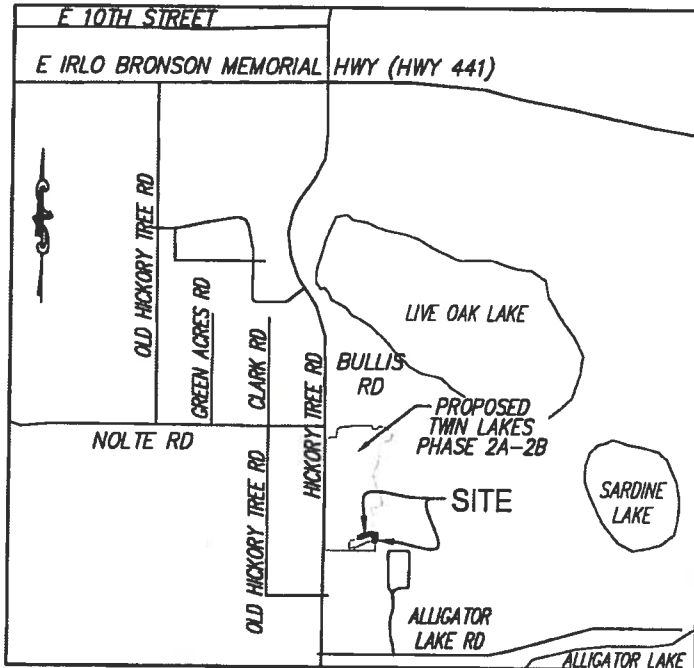 E 10TH STREET
E IRLO BRONSON MEMORIAL HWY (HWY 441)
OLD HICKORY TREE RD
GREEN ACRES RD
CLARK RD
HICKORY TREE RD
LIVE OAK LAKE
BULLIS
RD
PROPOSED
TWIN LAKES
PHASE 2A-2B
NOLTE RD
OLD HICKORY TREE RD
SITE
SARDINE
LAKE
ALLIGATOR
LAKE RD
ALLIGATOR LAKE